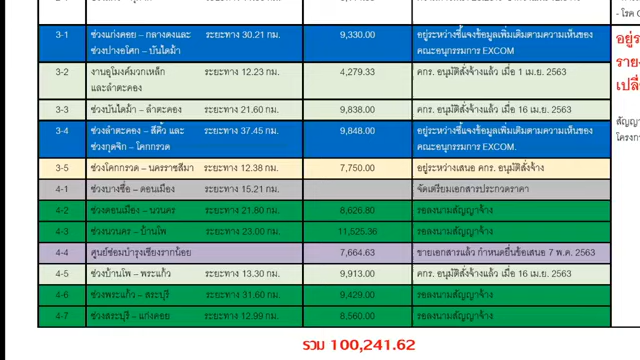 - โรค
3-1 ช่วงแก่งคอย – กลางดงและ ระยะทาง 30.21 กม. 9,330.00 อยู่ระหว่างชี้แจงข้อมูลเพิ่มเติมตามความเห็นของ
ช่วงปางอโศก – บันไดม้า คณะอนุกรรมการ EXCOM
3-2 งานอุโมงค์มวกเหล็ก ระยะทาง 12.23 กม. 4,279.33 คกร. อนุมัติสั่งจ้างแล้ว เมื่อ 1 เม.ย. 2563
และลำตะคอง
3-3 ช่วงบันไดม้า – ลำตะคอง ระยะทาง 21.60 กม. 9,838.00 คกร. อนุมัติสั่งจ้างแล้ว เมื่อ 16 เม.ย. 2563
3-4 ช่วงลำตะคอง – สีคิ้ว และ ระยะทาง 37.45 กม. 9,848.00 อยู่ระหว่างชี้แจงข้อมูลเพิ่มเติมตามความเห็นของ
ช่วงกุดจิก – โคกกรวด คณะอนุกรรมการ EXCOM.
3-5 ช่วงโคกกรวด – นครราชสีมา ระยะทาง 12.38 กม. 7,750.00 อยู่ระหว่างเสนอ คกร. อนุมัติสั่งจ้าง
4-1 ช่วงบางซื่อ – ดอนเมือง ระยะทาง 15.21 กม. จัดเตรียมเอกสารประกวดราคา
4-2 ช่วงดอนเมือง – นวนคร ระยะทาง 21.80 กม. 8,626.80 รอลงนามสัญญาจ้าง
4-3 ช่วงนวนคร – บ้านโพ ระยะทาง 23.00 กม. 11,525.36 รอลงนามสัญญาจ้าง
4-4 ศูนย์ซ่อมบำรุงเชียงรากน้อย 7,664.63 ขายเอกสารแล้ว กำหนดยื่นข้อเสนอ 7 พ.ค. 2563
4-5 ช่วงบ้านโพ – พระแก้ว ระยะทาง 13.30 กม. 9,913.00 คกร. อนุมัติสั่งจ้างแล้ว เมื่อ 16 เม.ย. 2563
4-6 ช่วงพระแก้ว – สระบุรี ระยะทาง 31.60 กม. 9,429.00 รอลงนามสัญญาจ้าง
4-7 ช่วงสระบุรี – แก่งคอย ระยะทาง 12.99 กม. 8,560.00 รอลงนามสัญญาจ้าง
รวม 100,241.62
อยู่ระ
ราย
เปลี่
สัญญา
โครงกา